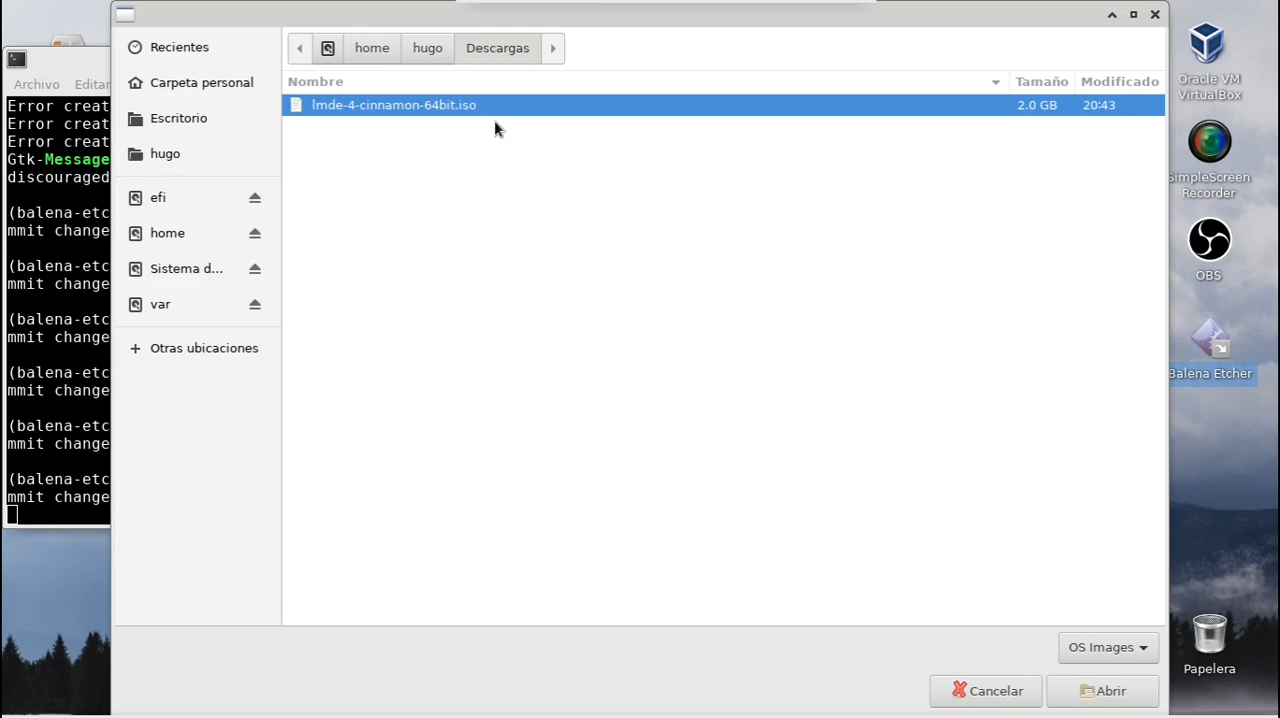 Archivo Editar
Error creat
Error creat
Error creat
Gtk-Message
discouraged
(balena-etc
mmit change
(balena-etc
mmit change
(balena-etc
mmit change
(balena-etc
mmit change
(balena-etc
mmit change
(balena-etc
mmit change
Recientes
Carpeta personal
Escritorio
hugo
efi
home
Sistema d...
var
Otras ubicaciones
home hugo Descargas
Nombre Tamaño Modificado
lmde-4-cinnamon-64bit.iso 2.0 GB 20:43
OS Images
Cancelar Abrir
Oracle VM
VirtualBox
SimpleScreen
Recorder
OBS
Balena Etcher
Papelera